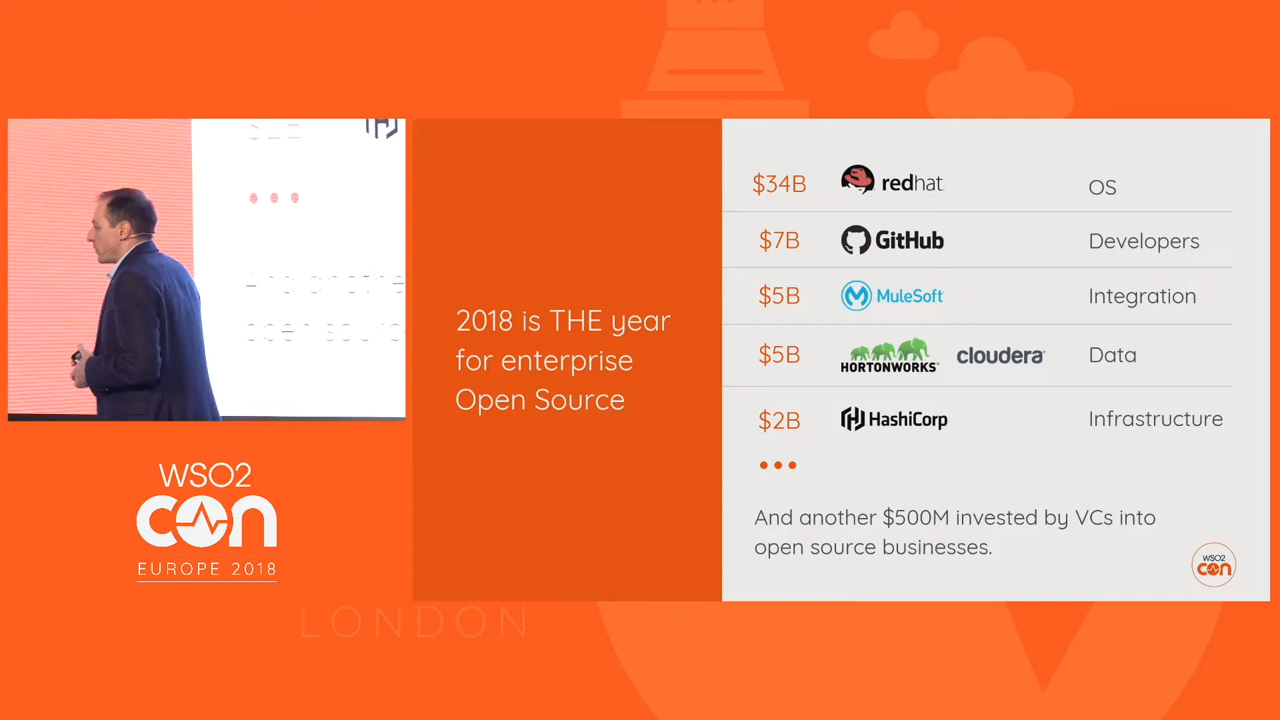 2018 is THE year
for enterprise
Open Source
$34B redhat. OS
$7B GitHub Developers
$5B MuleSoft Integration
$5B HORTONWORKS cloudera Data
$2B HashiCorp Infrastructure
•••
And another $500M invested by VCs into
open source businesses.
WSO2
con
WSO2
con
EUROPE 2018
LONDON